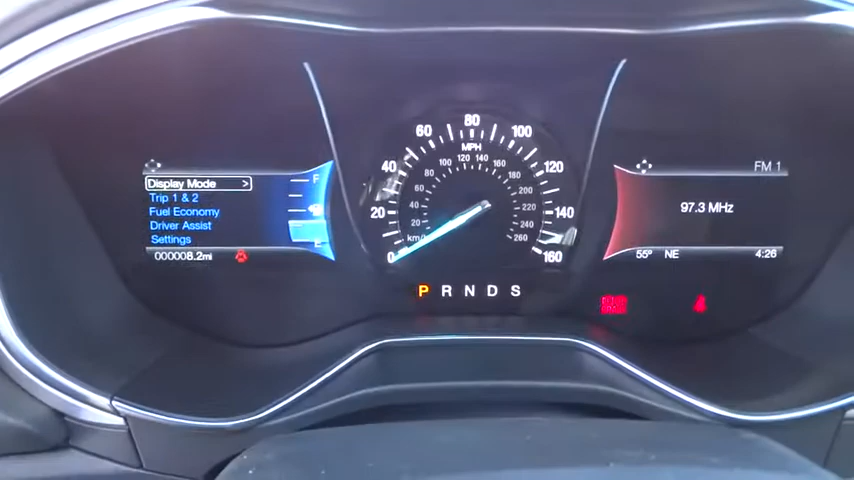 Display Mode >
Trip 1 & 2
Fuel Economy
Driver Assist
Settings
000008.2mi
F
E
0
20
40
60
80
100
120
140
160
MPH
20
40
60
80
100
120
140
160
180
200
220
240
260
km/h
P R N D S
FM 1
97.3 MHz
55° NE 4:26